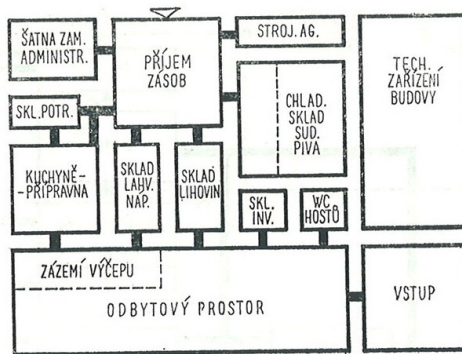 ŠATNA ZAM.
ADMINISTR.
PŘÍJEM
ZÁSOB
STROJ. AG.
TECH.
ZAŘÍZENÍ
BUDOVY
SKL. POTR.
CHLAD.
SKLAD
SUD.
PIVA
KUCHYNĚ-
-PŘÍPRAVNA
SKLAD
LAHV.
NÁP.
SKLAD
LIHOVIN
SKL.
INV.
WC
HOSTŮ
ZÁZEMÍ VÝČEPU
ODBYTOVÝ PROSTOR
VSTUP